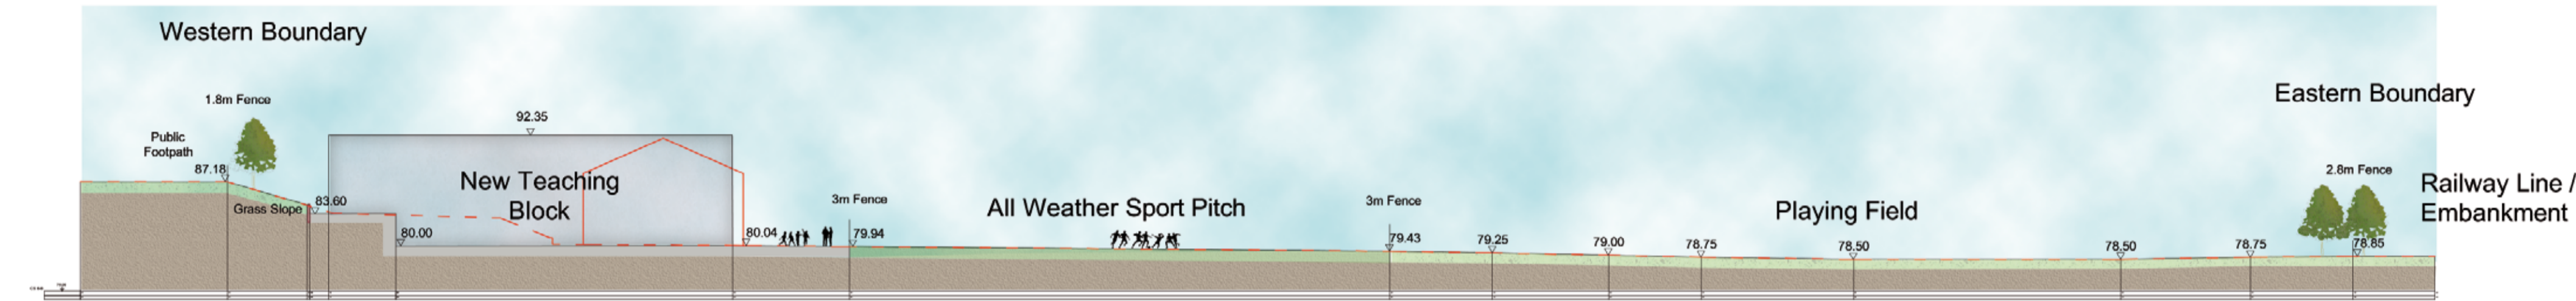 Western Boundary
Eastern Boundary
1.8m Fence
92.35
Public
Footpath
87.18
2.8m Fence
New Teaching
Block
Railway Line /
Embankment
Grass Slope
83.60
3m Fence
All Weather Sport Pitch
3m Fence
Playing Field
80.00
80.04
79.94
79.43
79.25
79.00
78.75
78.50
78.50
78.75
78.85